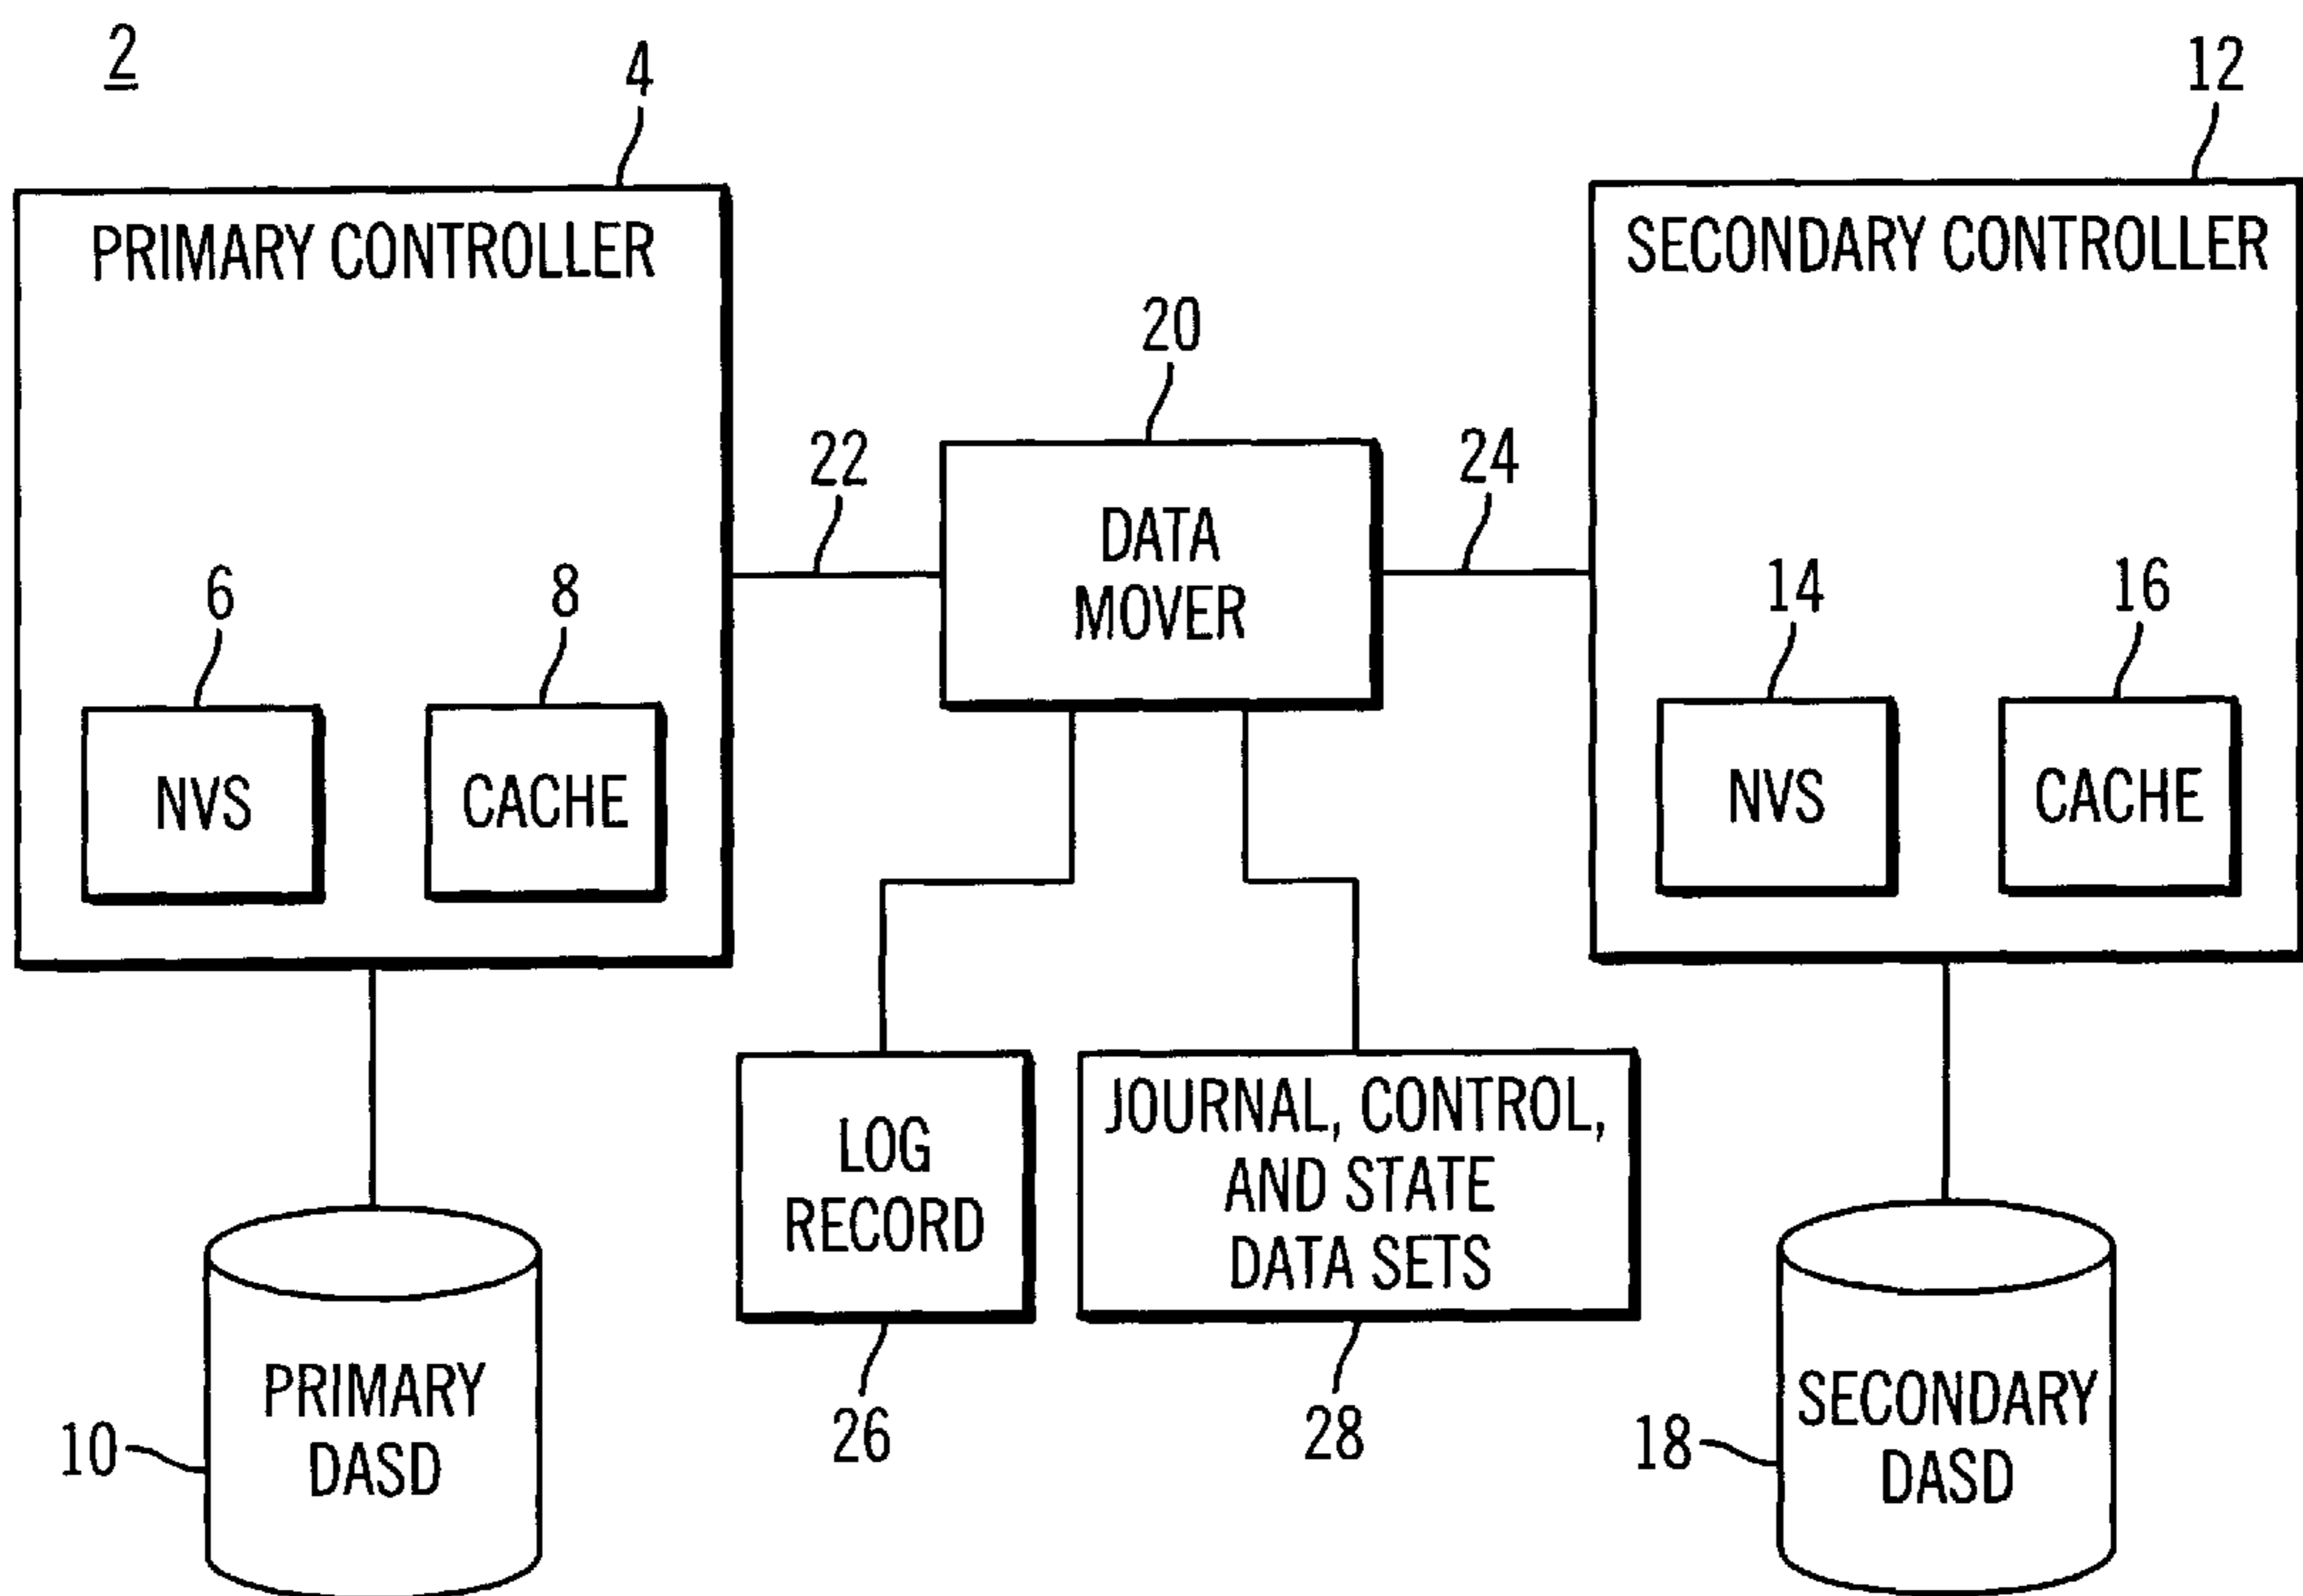 2
4
12
PRIMARY CONTROLLER
SECONDARY CONTROLLER
20
22
24
DATA
MOVER
6
8
14
16
NVS
CACHE
NVS
CACHE
LOG
RECORD
JOURNAL, CONTROL,
AND STATE
DATA SETS
26
28
10
PRIMARY
DASD
18
SECONDARY
DASD